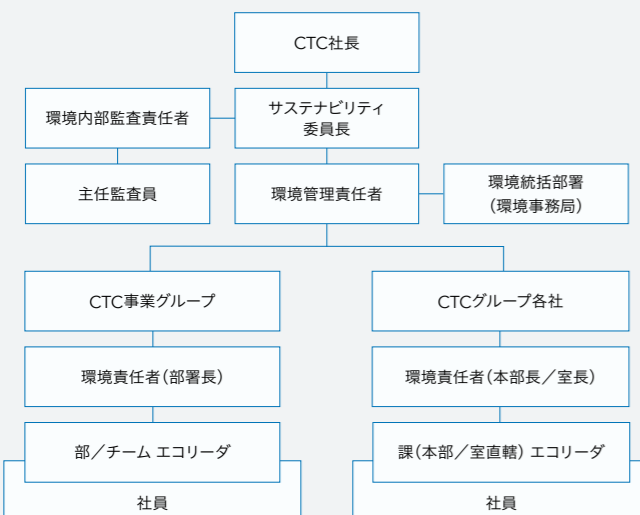 CTC社長
環境内部監査責任者
サステナビリティ
委員長
主任監査員
環境管理責任者
環境統括部署
（環境事務局）
CTC事業グループ
CTCグループ各社
環境責任者（部署長）
環境責任者（本部長／室長）
部／チーム エコリーダ
課（本部／室直轄） エコリーダ
社員
社員